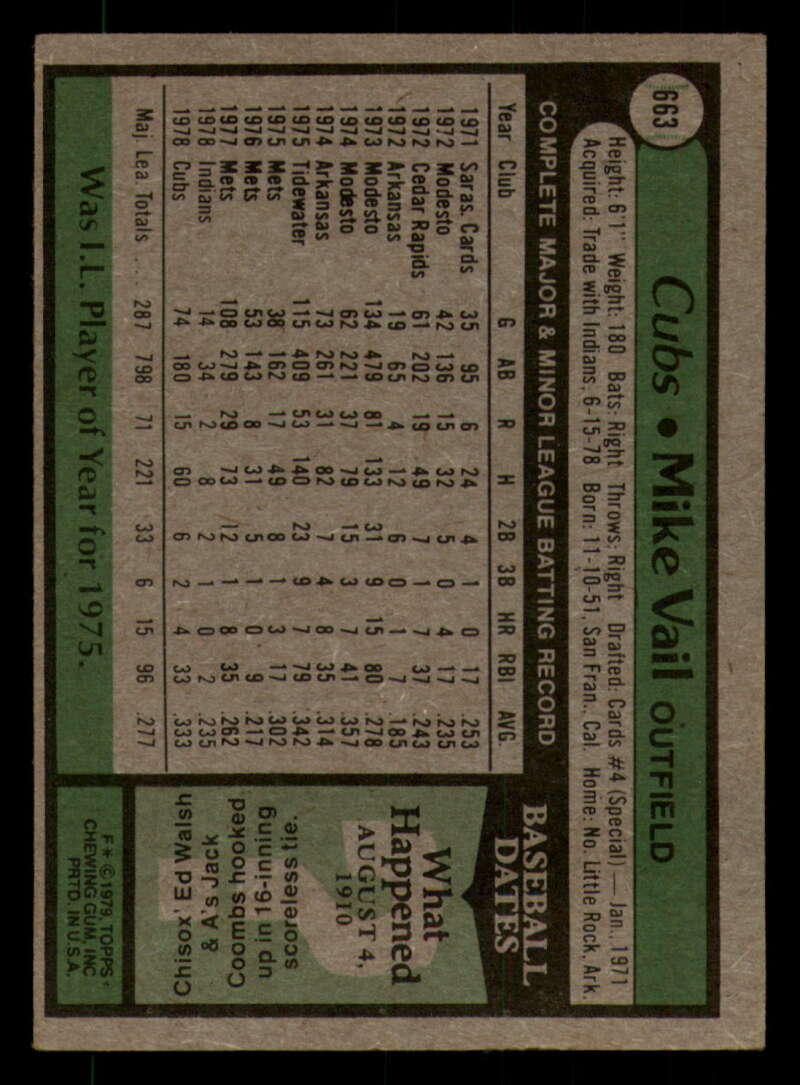 663
Cubs • Mike Vail OUTFIELD
Height: 6'1" Weight: 180 Bats: Right Throws: Right Drafted: Cards #4 (Special) — Jan., 1971
Acquired: Trade with Indians, 6-15-78 Born: 11-10-51, San Fran., Cal. Home: No. Little Rock, Ark.
COMPLETE MAJOR & MINOR LEAGUE BATTING RECORD
Year Club G AB R H 2B 3B HR RBI AVG.
1971 Saras. Cards 35 95 6 24 4 1 0 17 .253
1972 Modesto 42 136 15 32 5 0 4 17 .235
1972 Cedar Rapids 61 202 19 49 7 1 7 37 .243
1972 Arkansas 19 65 4 12 6 0 1 7 .185
1973 Modesto 134 479 81 133 31 9 15 80 .278
1974 Modesto 62 221 37 79 15 3 7 41 .357
1974 Arkansas 73 261 31 82 7 4 8 35 .314
1975 Tidewater 115 409 53 140 23 9 7 79 .342
1975 Mets 38 162 17 49 8 1 3 17 .302
1976 Mets 53 143 8 31 5 1 0 9 .217
1977 Mets 108 279 29 73 12 1 8 35 .262
1978 Indians 14 34 2 8 2 1 0 2 .235
1978 Cubs 74 180 15 60 6 2 4 33 .333
Maj. Lea. Totals .... 287 798 71 221 33 6 15 96 .277
Was I.L. Player of Year for 1975.
BASEBALL
DATES
What
Happened
AUGUST 4,
1910
Chisox' Ed Walsh
& A's Jack
Coombs hooked
up in 16-inning
scoreless tie.
F✶©1979, TOPPS
CHEWING GUM, INC.
PRTD. IN U.S.A.